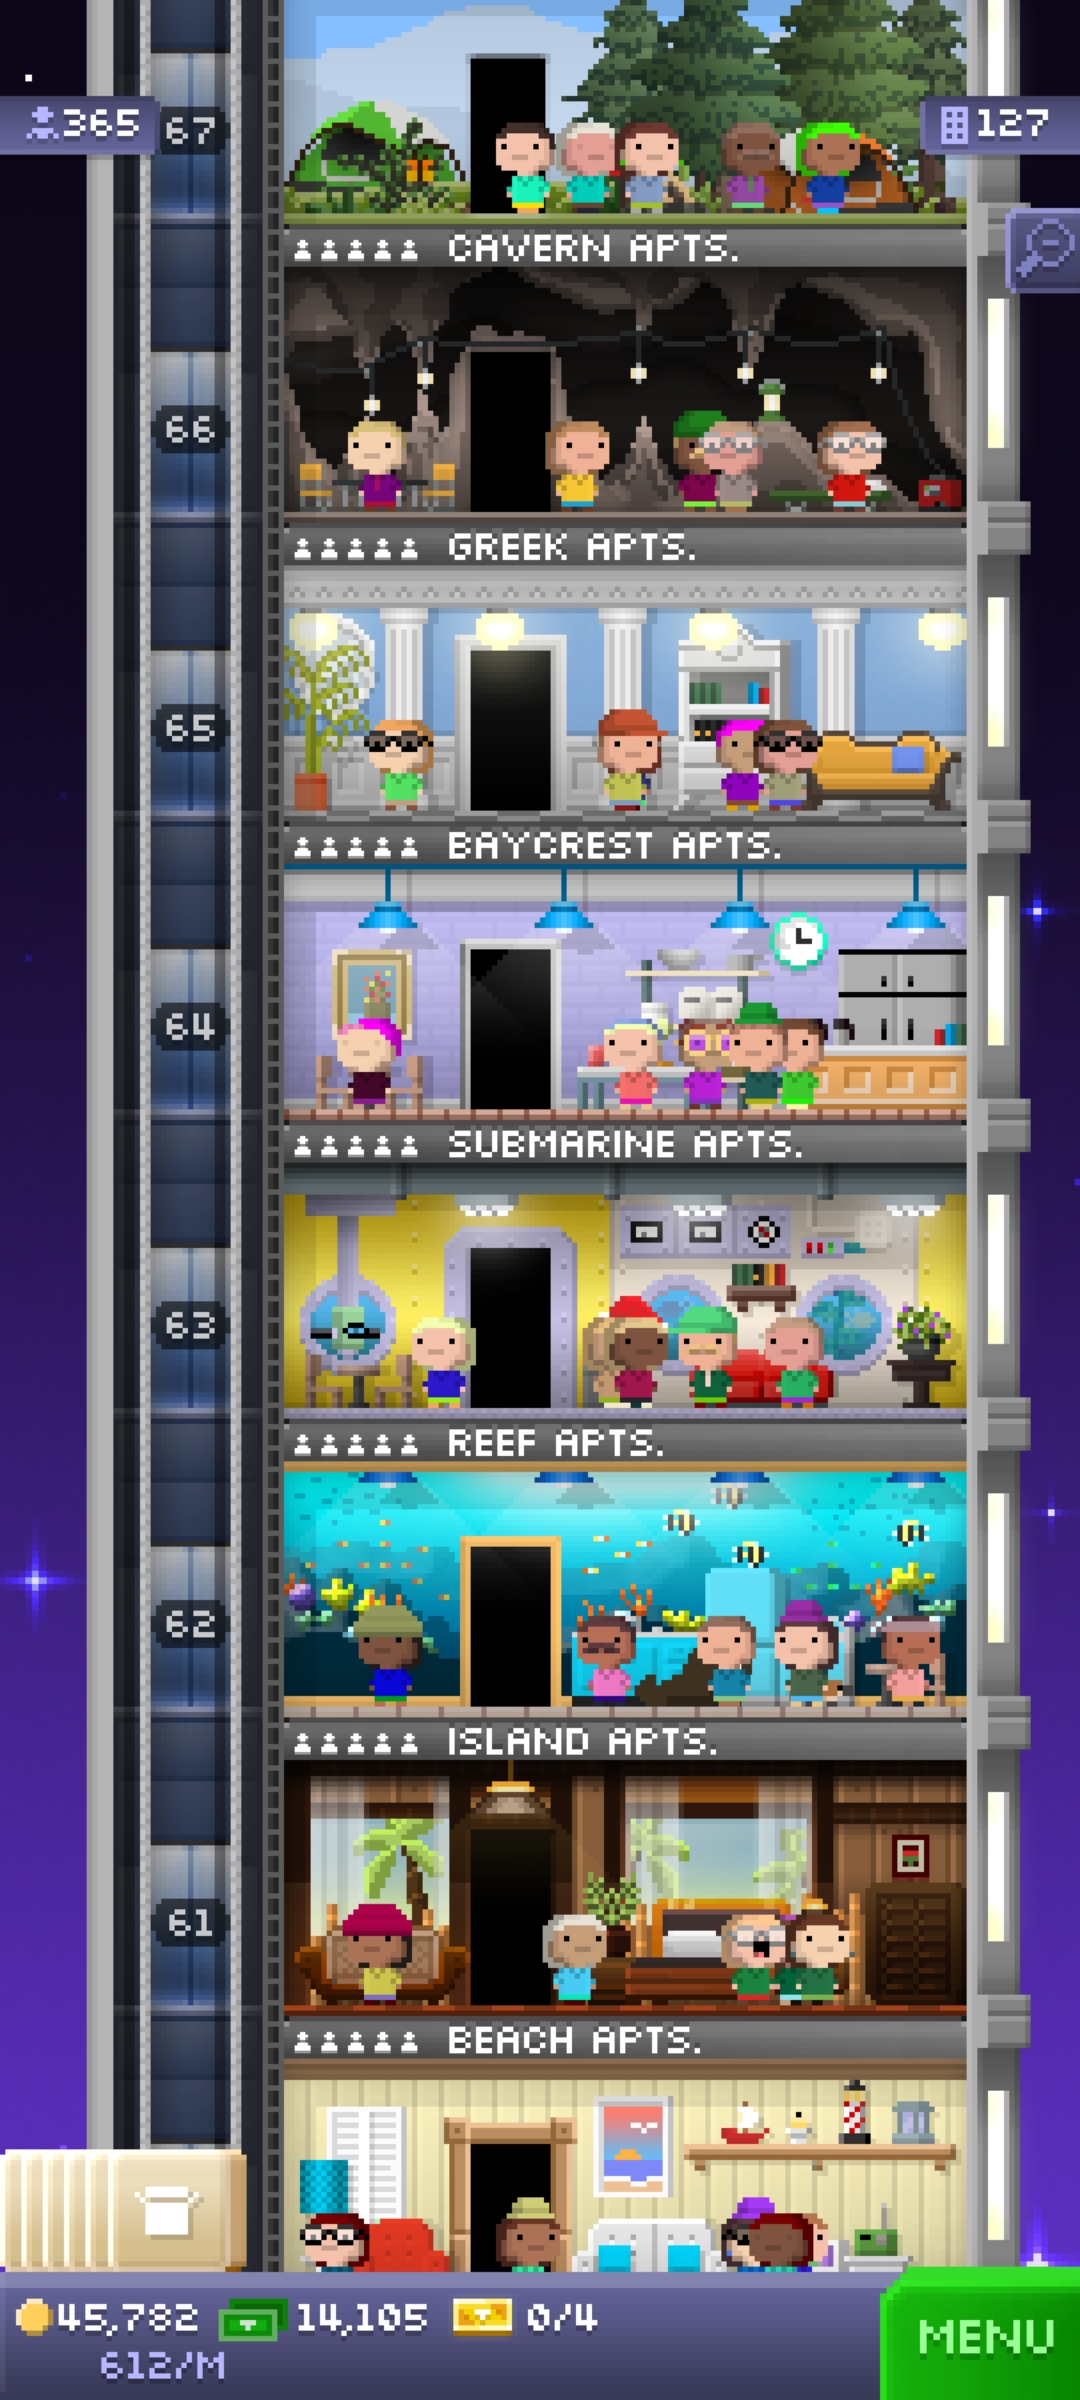 365
67
127
CAVERN APTS.
66
GREEK APTS.
65
BAYCREST APTS.
64
SUBMARINE APTS.
63
REEF APTS.
62
ISLAND APTS.
61
BEACH APTS.
45,782 14,105 0/4
612/M
MENU